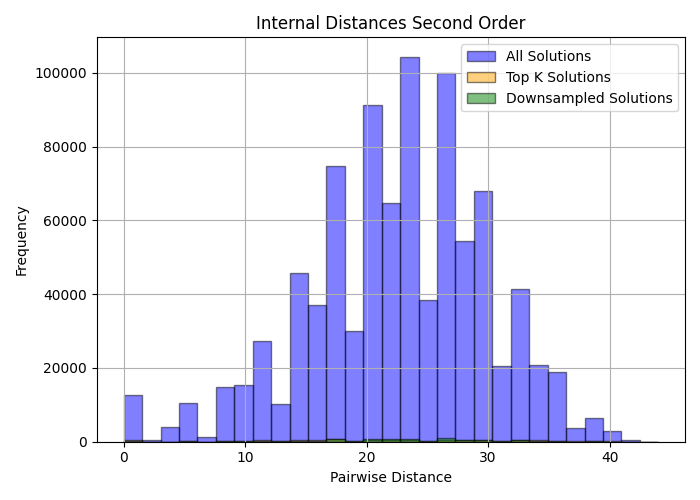 Internal Distances Second Order
All Solutions
Top K Solutions
Downsampled Solutions
Frequency
100000
80000
60000
40000
20000
0
0 10 20 30 40
Pairwise Distance